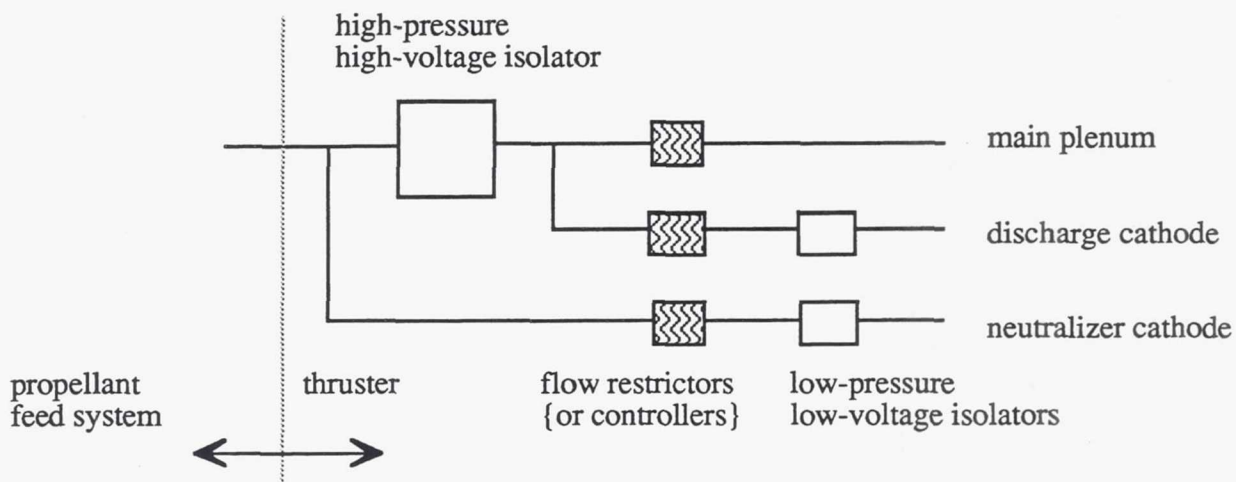 high-pressure
high-voltage isolator
main plenum
discharge cathode
neutralizer cathode
propellant
feed system
thruster
flow restrictors
{or controllers}
low-pressure
low-voltage isolators